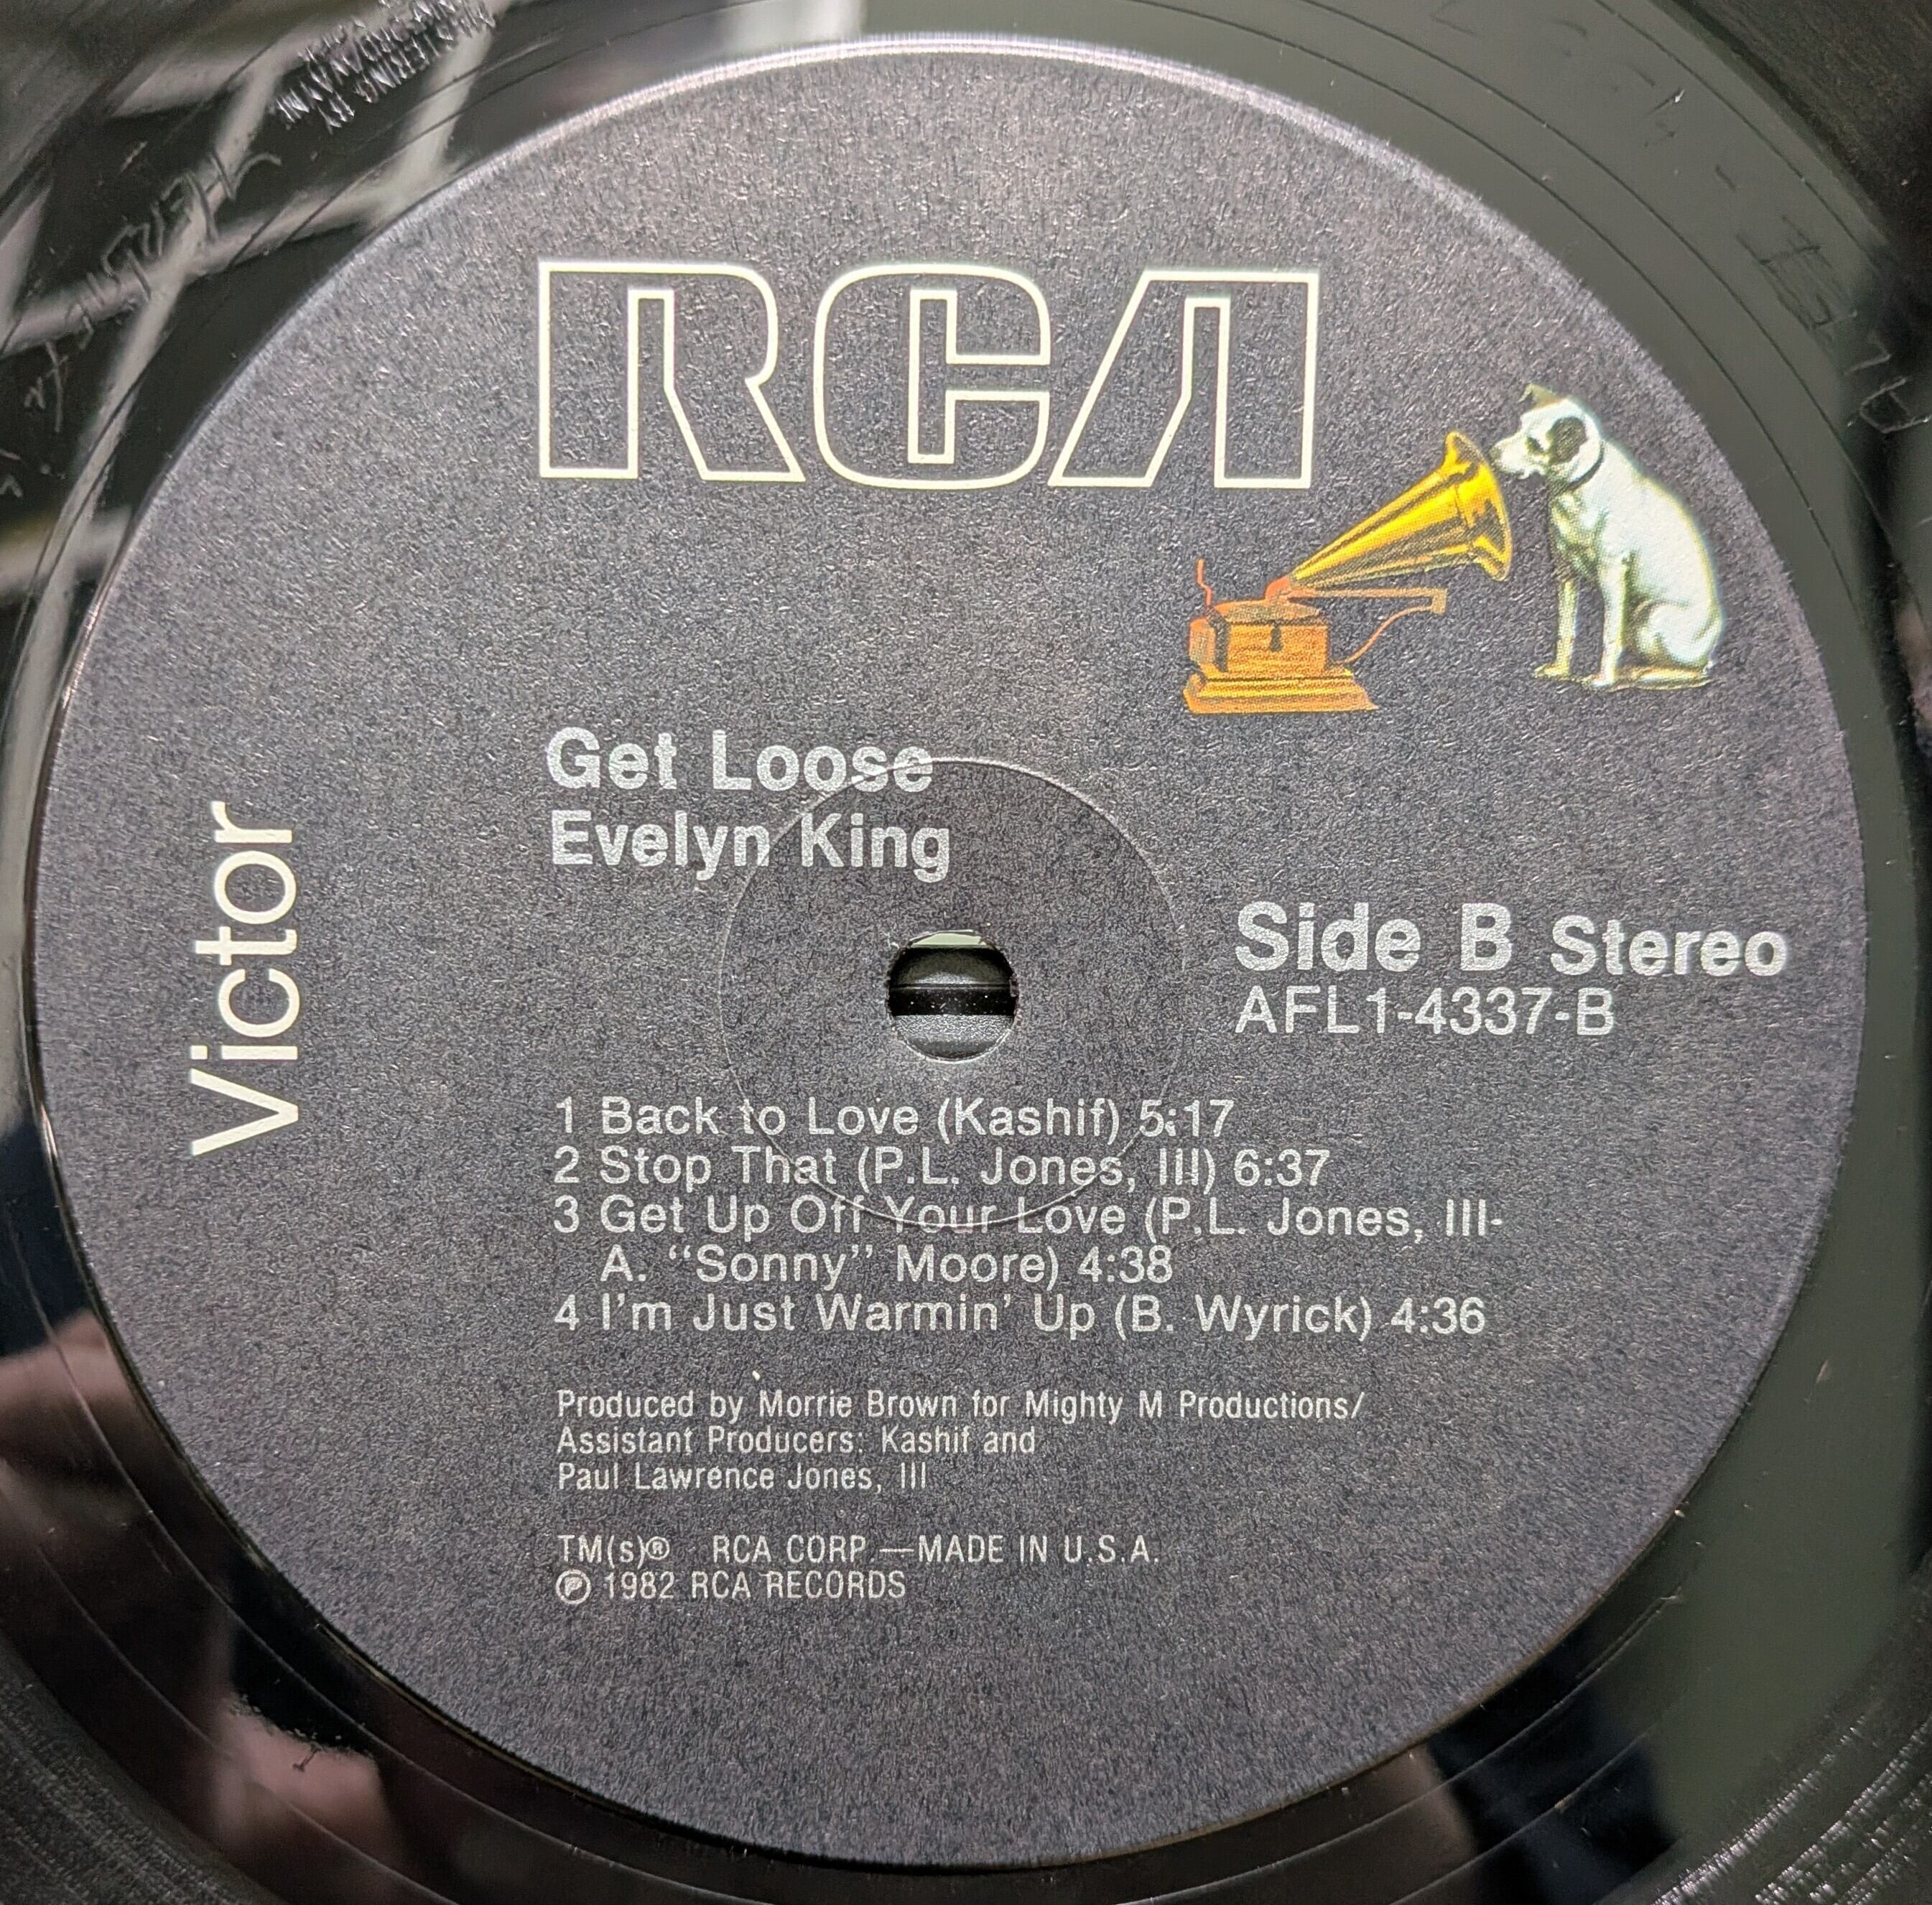 RCA
Get Loose
Evelyn King
Victor
Side B Stereo
AFL1-4337-B
1 Back to Love (Kashif) 5:17
2 Stop That (P.L. Jones, III) 6:37
3 Get Up Off Your Love (P.L. Jones, III-
A. “Sonny” Moore) 4:38
4 I'm Just Warmin' Up (B. Wyrick) 4:36
Produced by Morrie Brown for Mighty M Productions/
Assistant Producers: Kashif and
Paul Lawrence Jones, III
TM(s)® RCA CORP.—MADE IN U.S.A.
℗ 1982 RCA RECORDS